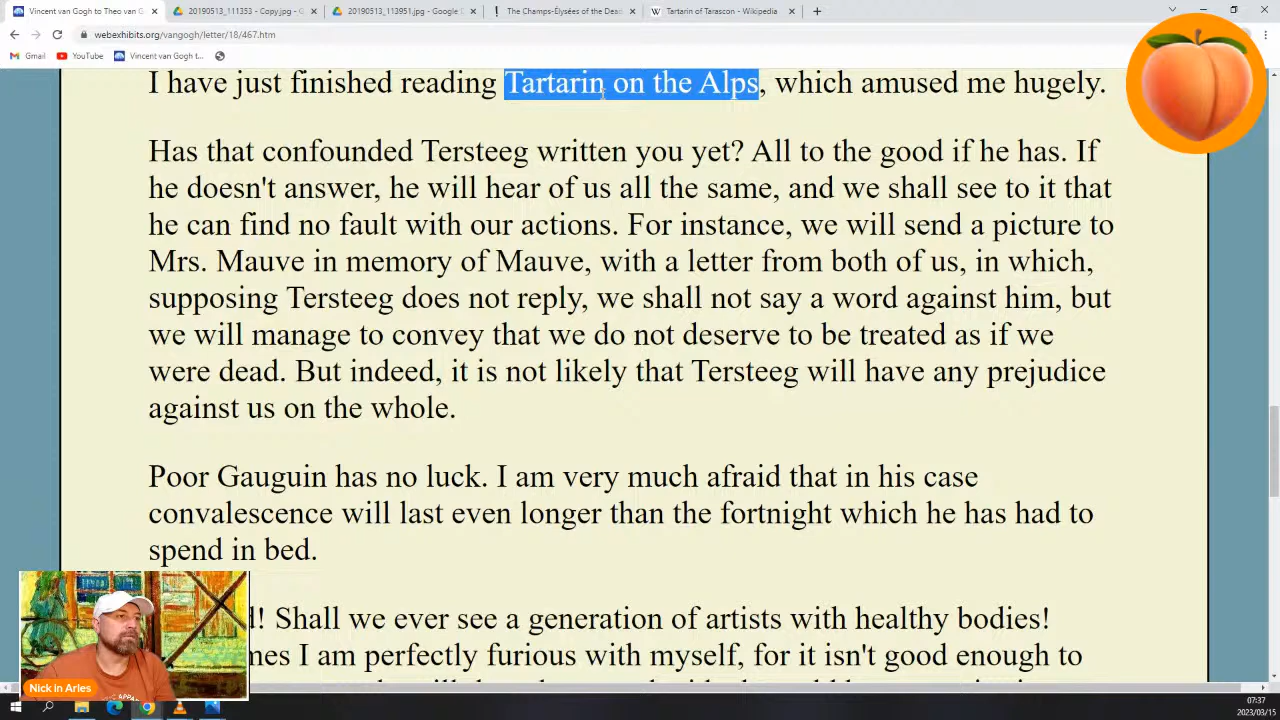 Vincent van Gogh to Theo van G
20190513_111353 - Copy.jpg - G
20190513_113951.jpg - Google D
The Champs-Élysées of the Dead
Tartarin of Tarascon - Wikipedia
webexhibits.org/vangogh/letter/18/467.htm
Gmail
YouTube
Vincent van Gogh t...
I have just finished reading Tartarin on the Alps, which amused me hugely.
Has that confounded Tersteeg written you yet? All to the good if he has. If
he doesn't answer, he will hear of us all the same, and we shall see to it that
he can find no fault with our actions. For instance, we will send a picture to
Mrs. Mauve in memory of Mauve, with a letter from both of us, in which,
supposing Tersteeg does not reply, we shall not say a word against him, but
we will manage to convey that we do not deserve to be treated as if we
were dead. But indeed, it is not likely that Tersteeg will have any prejudice
against us on the whole.
Poor Gauguin has no luck. I am very much afraid that in his case
convalescence will last even longer than the fortnight which he has had to
spend in bed.
! Shall we ever see a generation of artists with healthy bodies!
I am perfectly furious with myself, for it isn't good enough to
Nick in Arles
07:37
2023/03/15